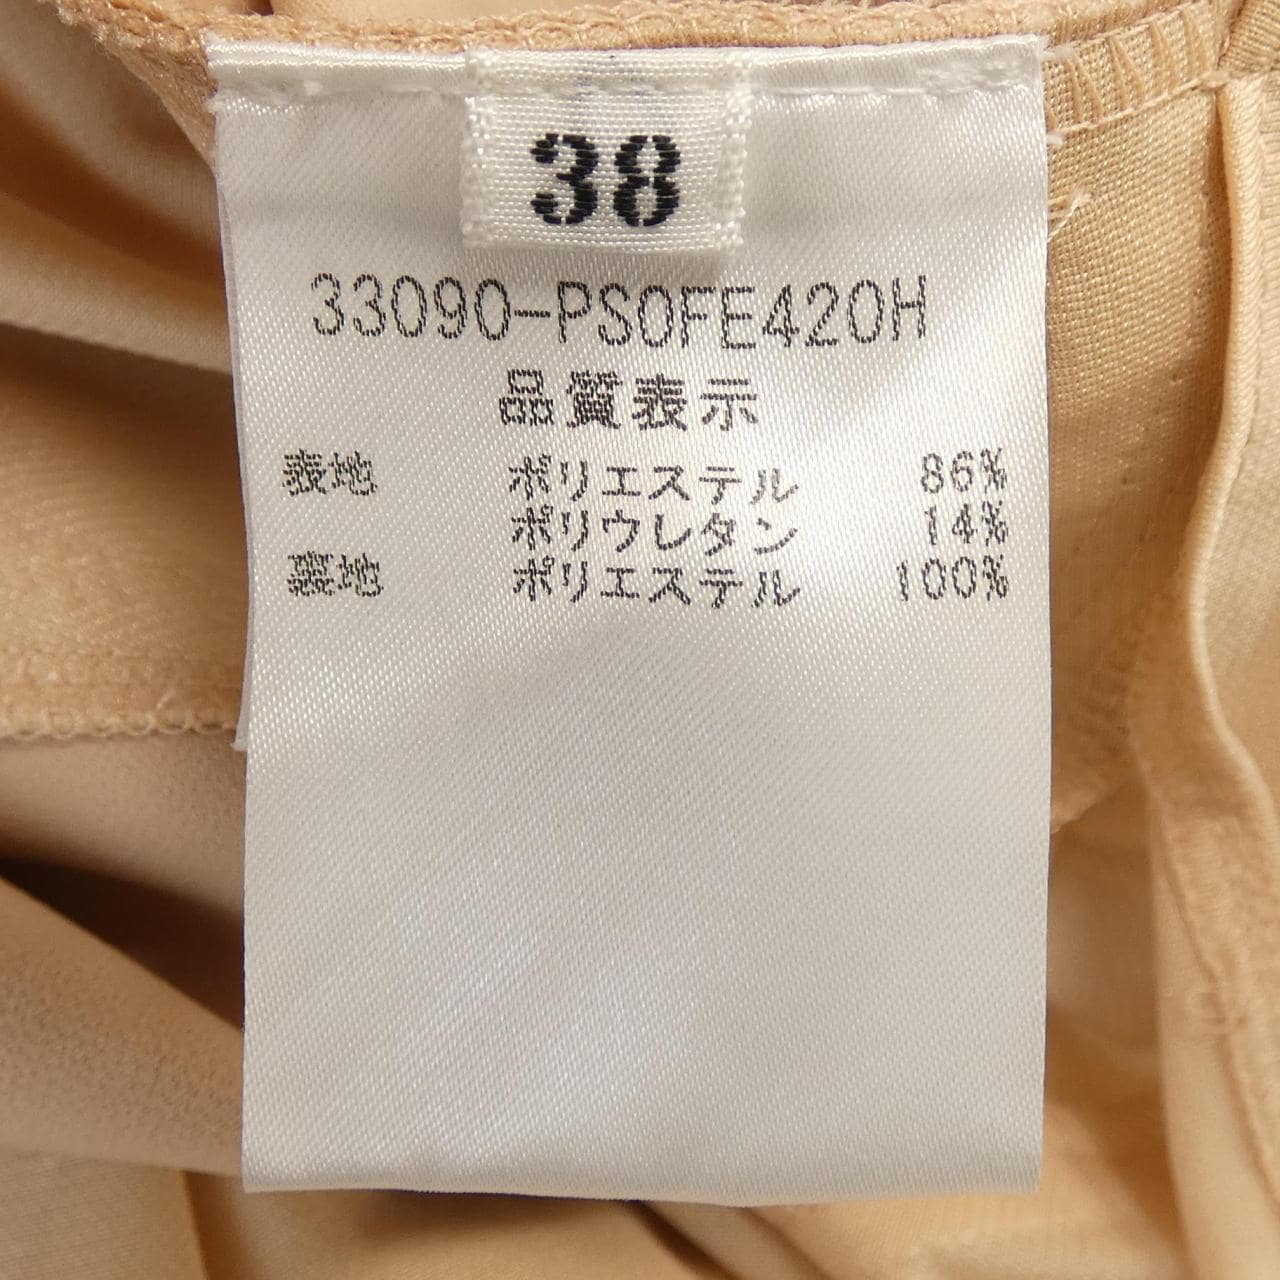 38
33090-PS0FE420H
品質表示
表地 ポリエステル 86%
ポリウレタン 14%
裏地 ポリエステル 100%